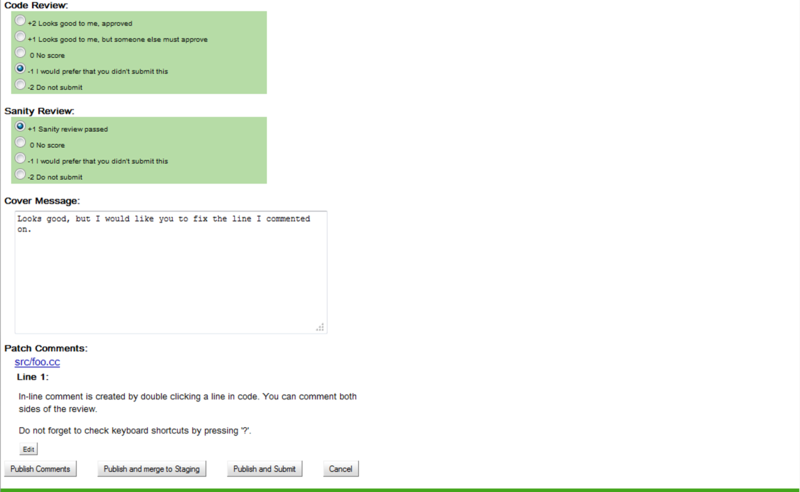 Code Review:
+2 Looks good to me, approved
+1 Looks good to me, but someone else must approve
0 No score
-1 I would prefer that you didn't submit this
-2 Do not submit
Sanity Review:
+1 Sanity review passed
0 No score
-1 I would prefer that you didn't submit this
-2 Do not submit
Cover Message:
Looks good, but I would like you to fix the line I commented
on.
Patch Comments:
src/foo.cc
Line 1:
In-line comment is created by double clicking a line in code. You can comment both
sides of the review.
Do not forget to check keyboard shortcuts by pressing '?'.
Edit
Publish Comments Publish and merge to Staging Publish and Submit Cancel